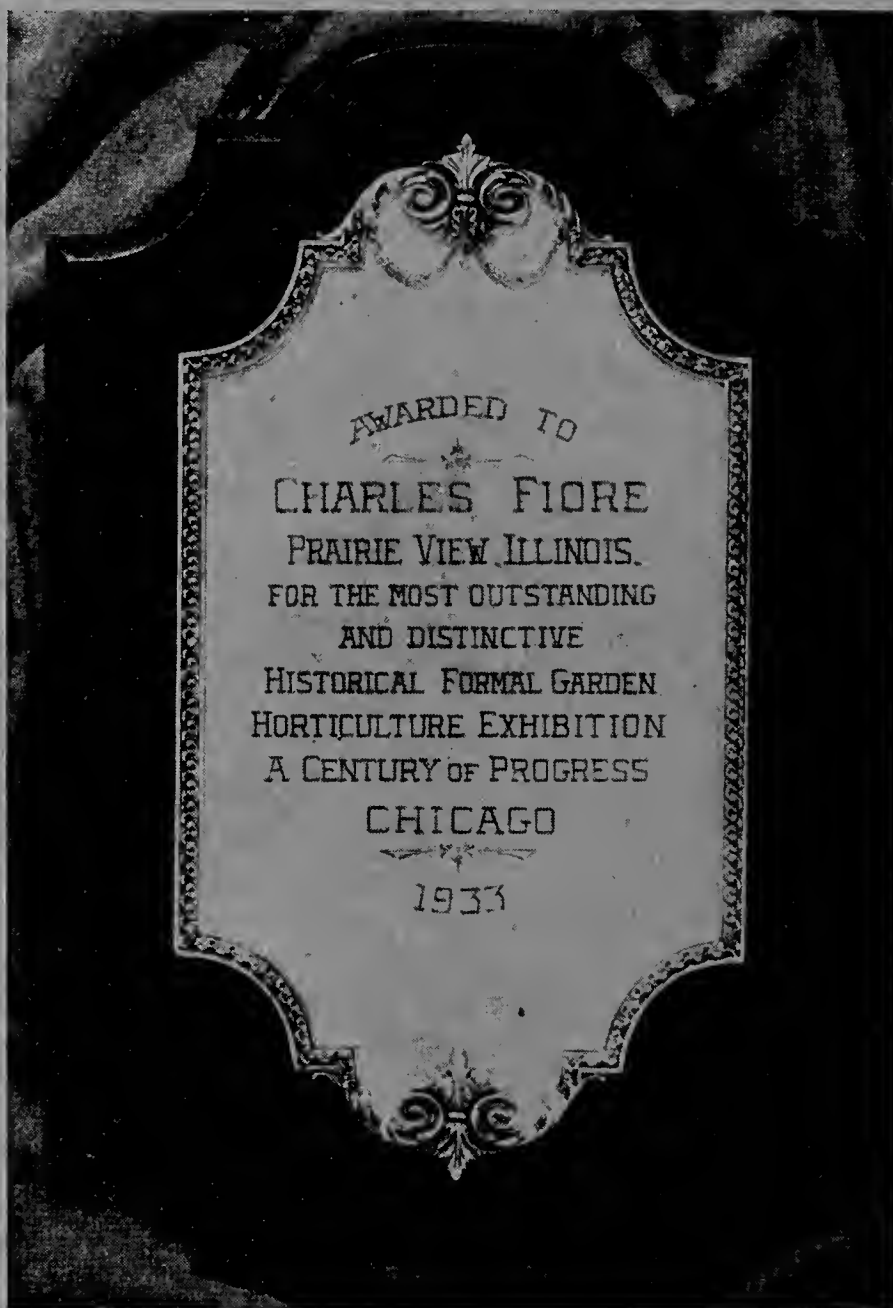 AWARDED TO
CHARLES FIORE
PRAIRIE VIEW, ILLINOIS.
FOR THE MOST OUTSTANDING
AND DISTINCTIVE
HISTORICAL FORMAL GARDEN
HORTICULTURE EXHIBITION
A CENTURY OF PROGRESS
CHICAGO
1933